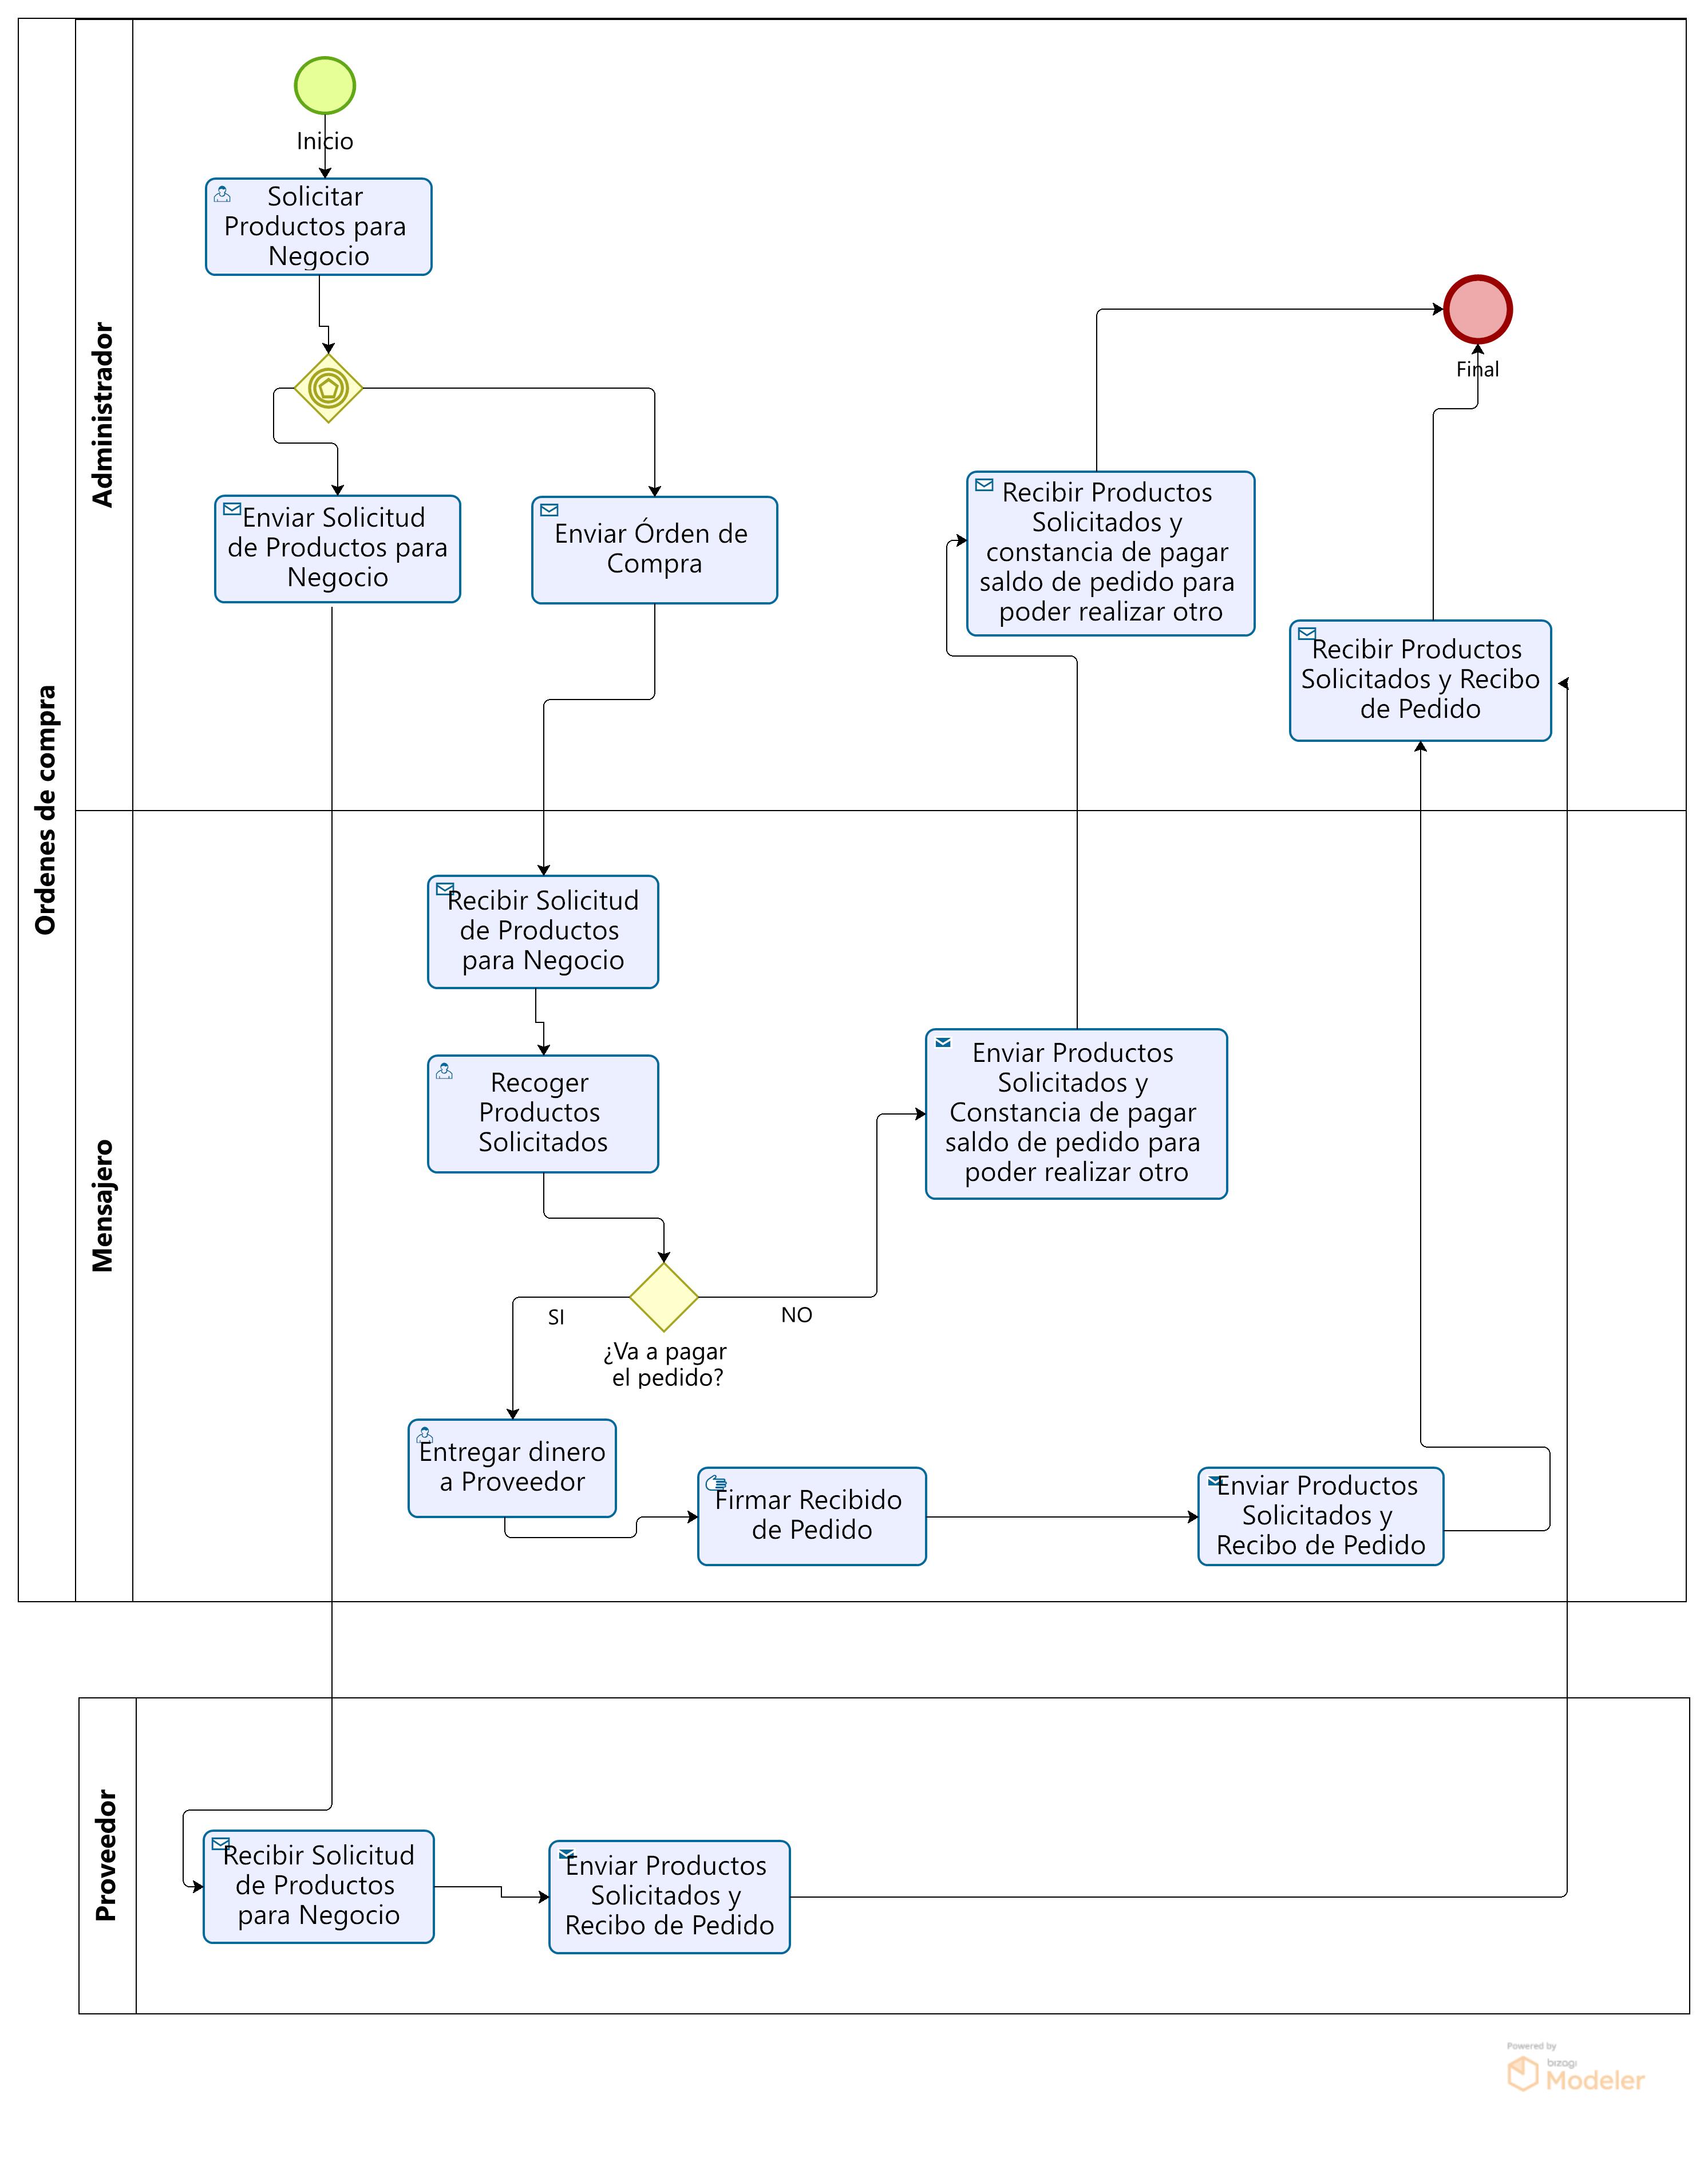 Ordenes de compra
Administrador
Inicio
Solicitar
Productos para
Negocio
Final
Enviar Solicitud
de Productos para
Negocio
Enviar Órden de
Compra
Recibir Productos
Solicitados y
constancia de pagar
saldo de pedido para
poder realizar otro
Recibir Productos
Solicitados y Recibo
de Pedido
Mensajero
Recibir Solicitud
de Productos
para Negocio
Recoger
Productos
Solicitados
Enviar Productos
Solicitados y
Constancia de pagar
saldo de pedido para
poder realizar otro
SI
NO
¿Va a pagar
el pedido?
Entregar dinero
a Proveedor
Firmar Recibido
de Pedido
Enviar Productos
Solicitados y
Recibo de Pedido
Proveedor
Recibir Solicitud
de Productos
para Negocio
Enviar Productos
Solicitados y
Recibo de Pedido
Powered by
bizagi
Modeler